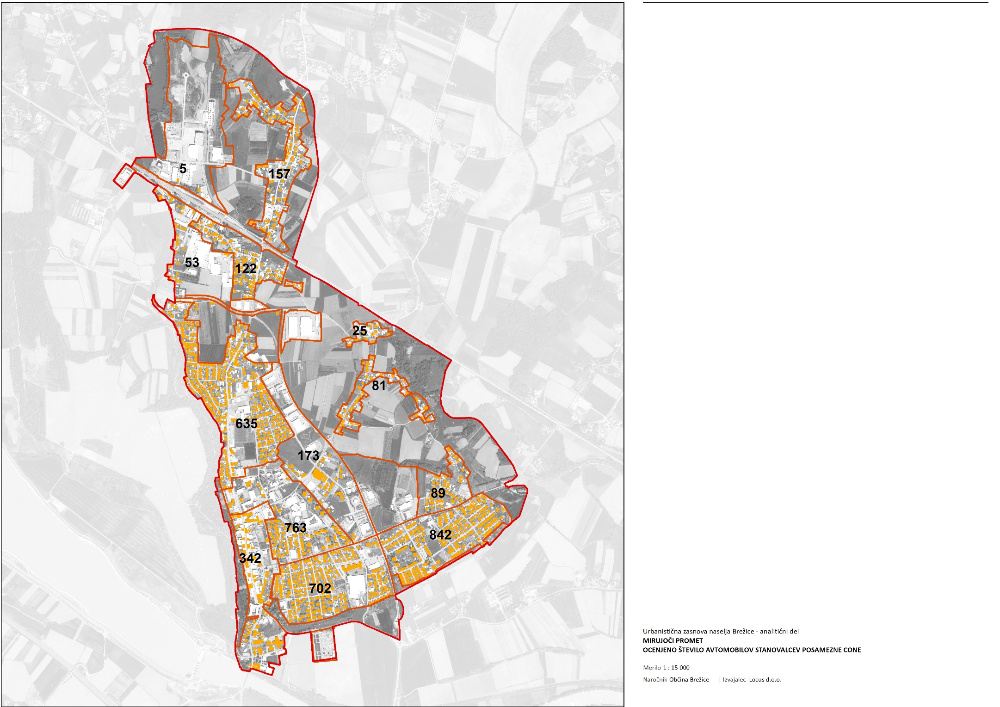 5
157
53
122
25
81
635
173
89
763
842
342
702
Urbanistična zasnova naselja Brežice - analitični del
MIRUJOČI PROMET
OCENJENO ŠTEVILO AVTOMOBILOV STANOVALCEV POSAMEZNE CONE
Merilo 1 : 15 000
Naročnik Občina Brežice | Izvajalec Locus d.o.o.